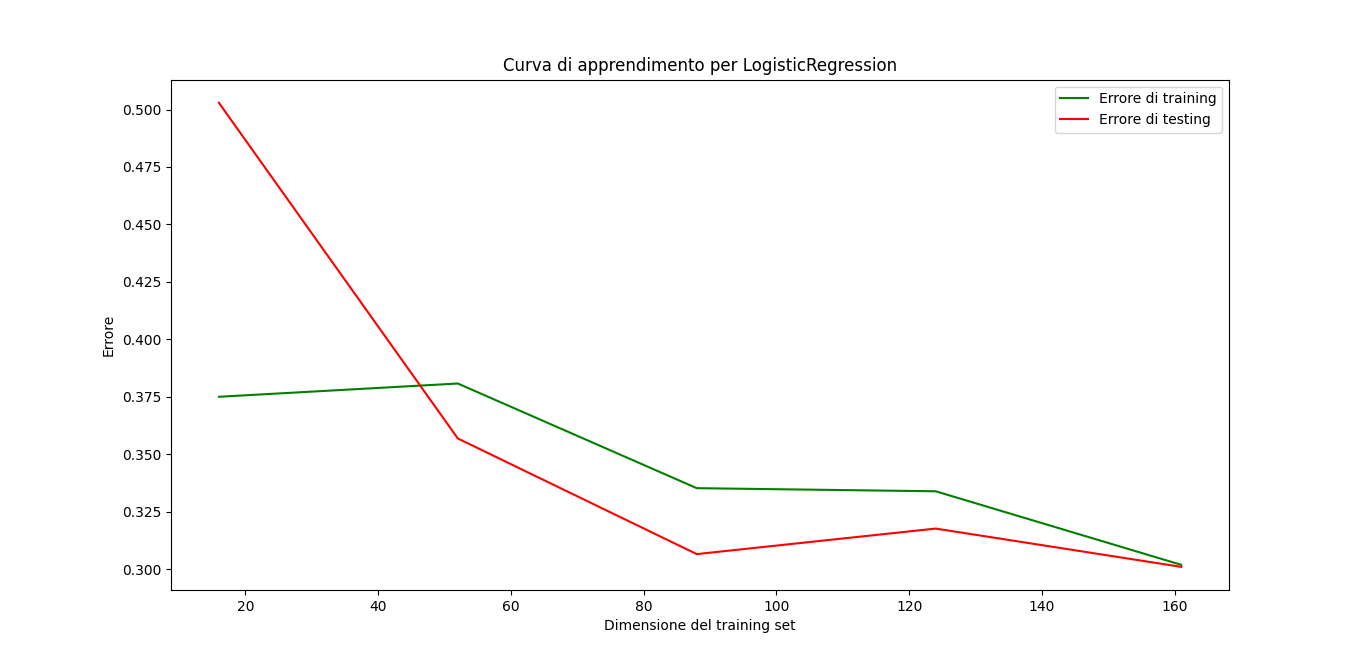 Curva di apprendimento per LogisticRegression
Errore di training
Errore di testing
0.500
0.475
0.450
0.425
0.400
0.375
0.350
0.325
0.300
Errore
20 40 60 80 100 120 140 160
Dimensione del training set